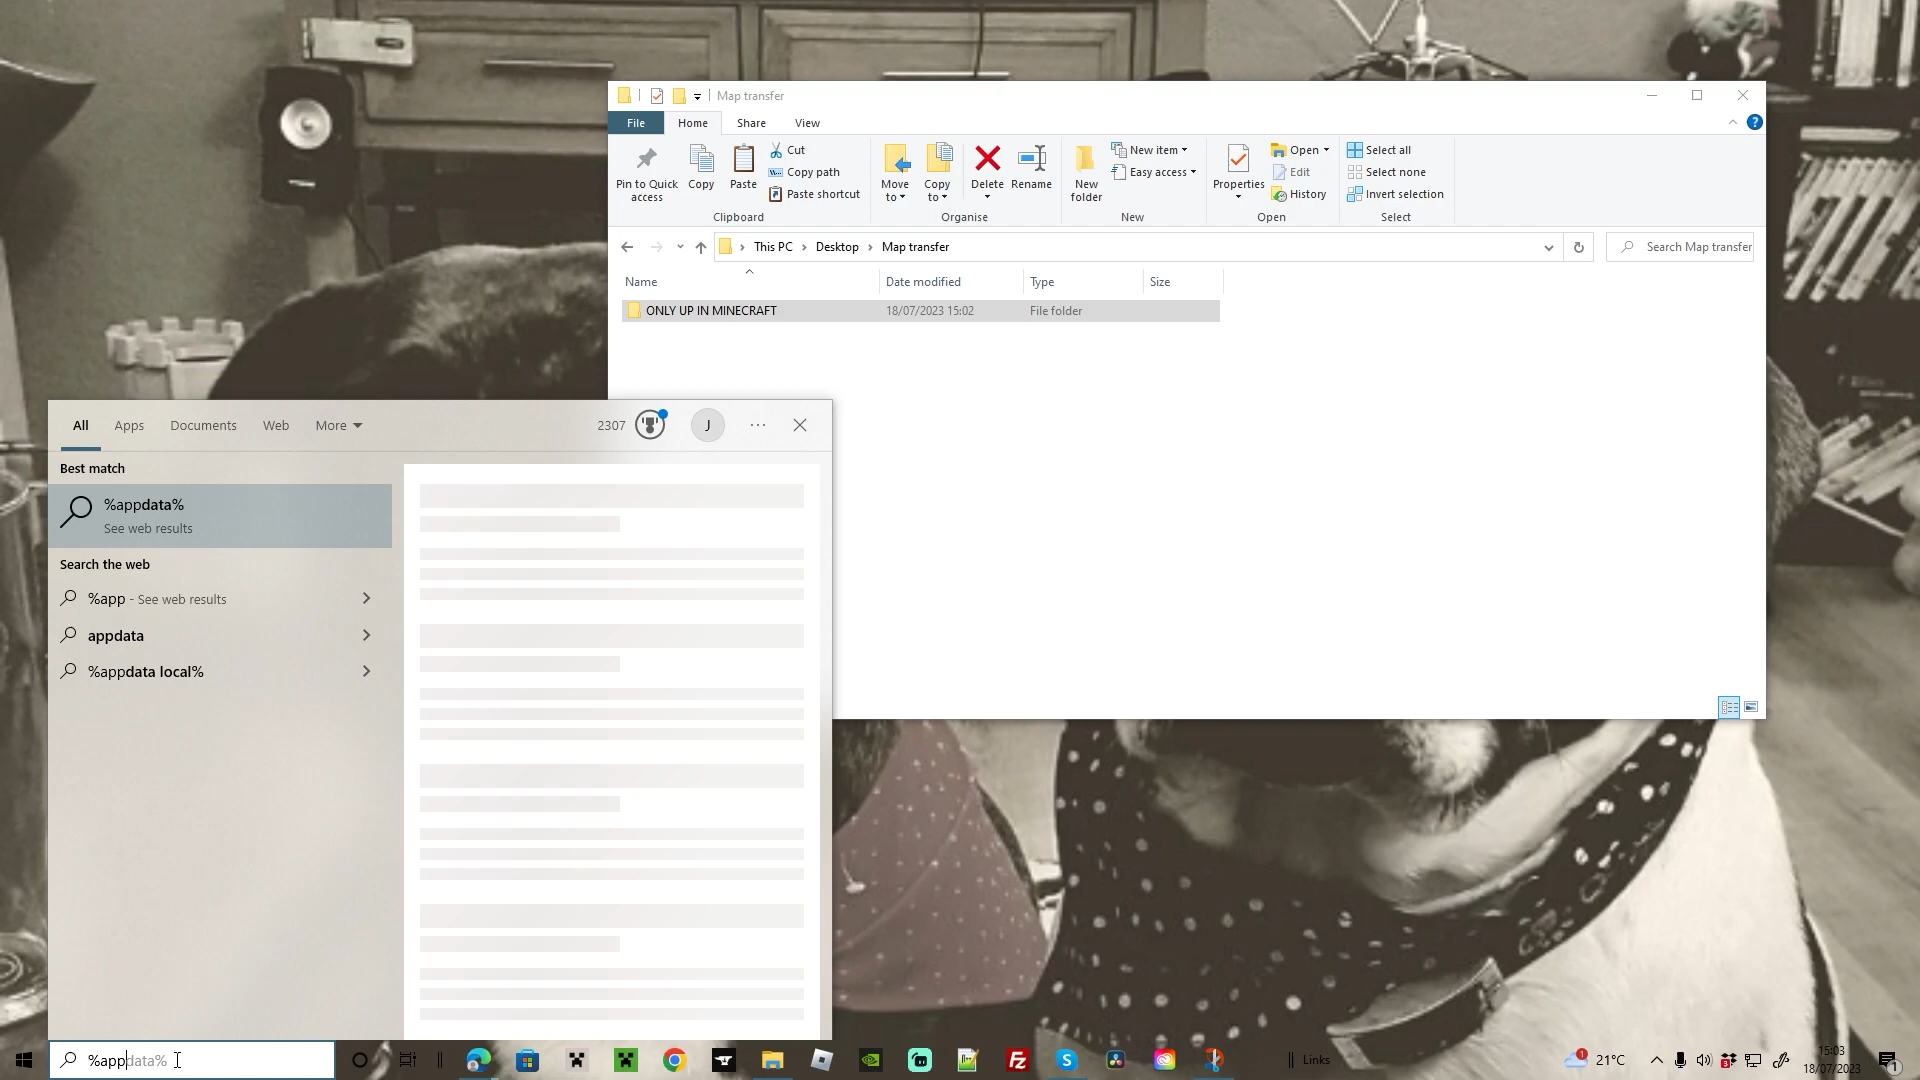 Map transfer
File Home Share View
Pin to Quick access
Copy
Paste
Cut
Copy path
Paste shortcut
Clipboard
Move to
Copy to
Delete
Rename
Organise
New folder
New item
Easy access
New
Properties
Open
Edit
History
Open
Select all
Select none
Invert selection
Select
This PC Desktop Map transfer
Search Map transfer
Name Date modified Type Size
ONLY UP IN MINECRAFT 18/07/2023 15:02 File folder
All Apps Documents Web More 2307 J
Best match
%appdata%
See web results
Search the web
%app - See web results
appdata
%appdata local%
%appdata%
Links
1
21°C
3
15:03
18/07/2023
1